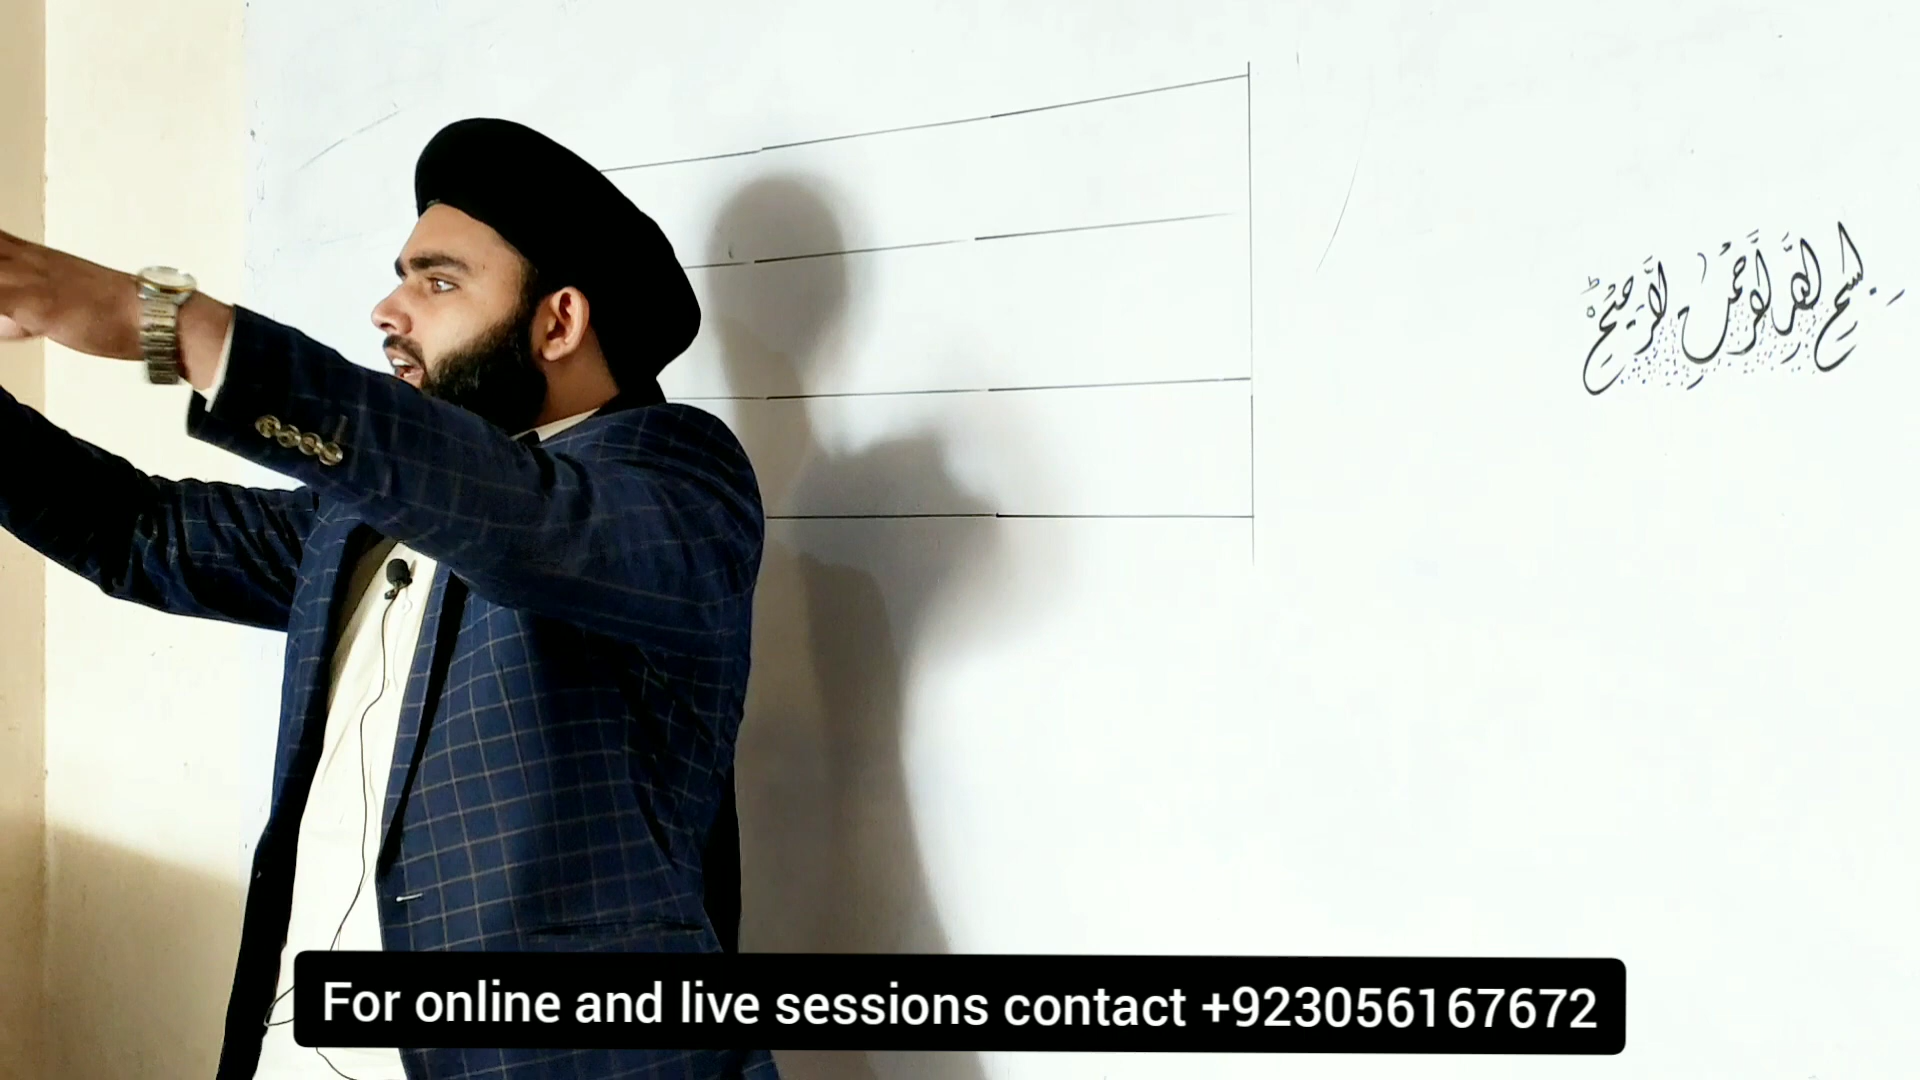 بسم الله الرحمن الرحيم
For online and live sessions contact +923056167672